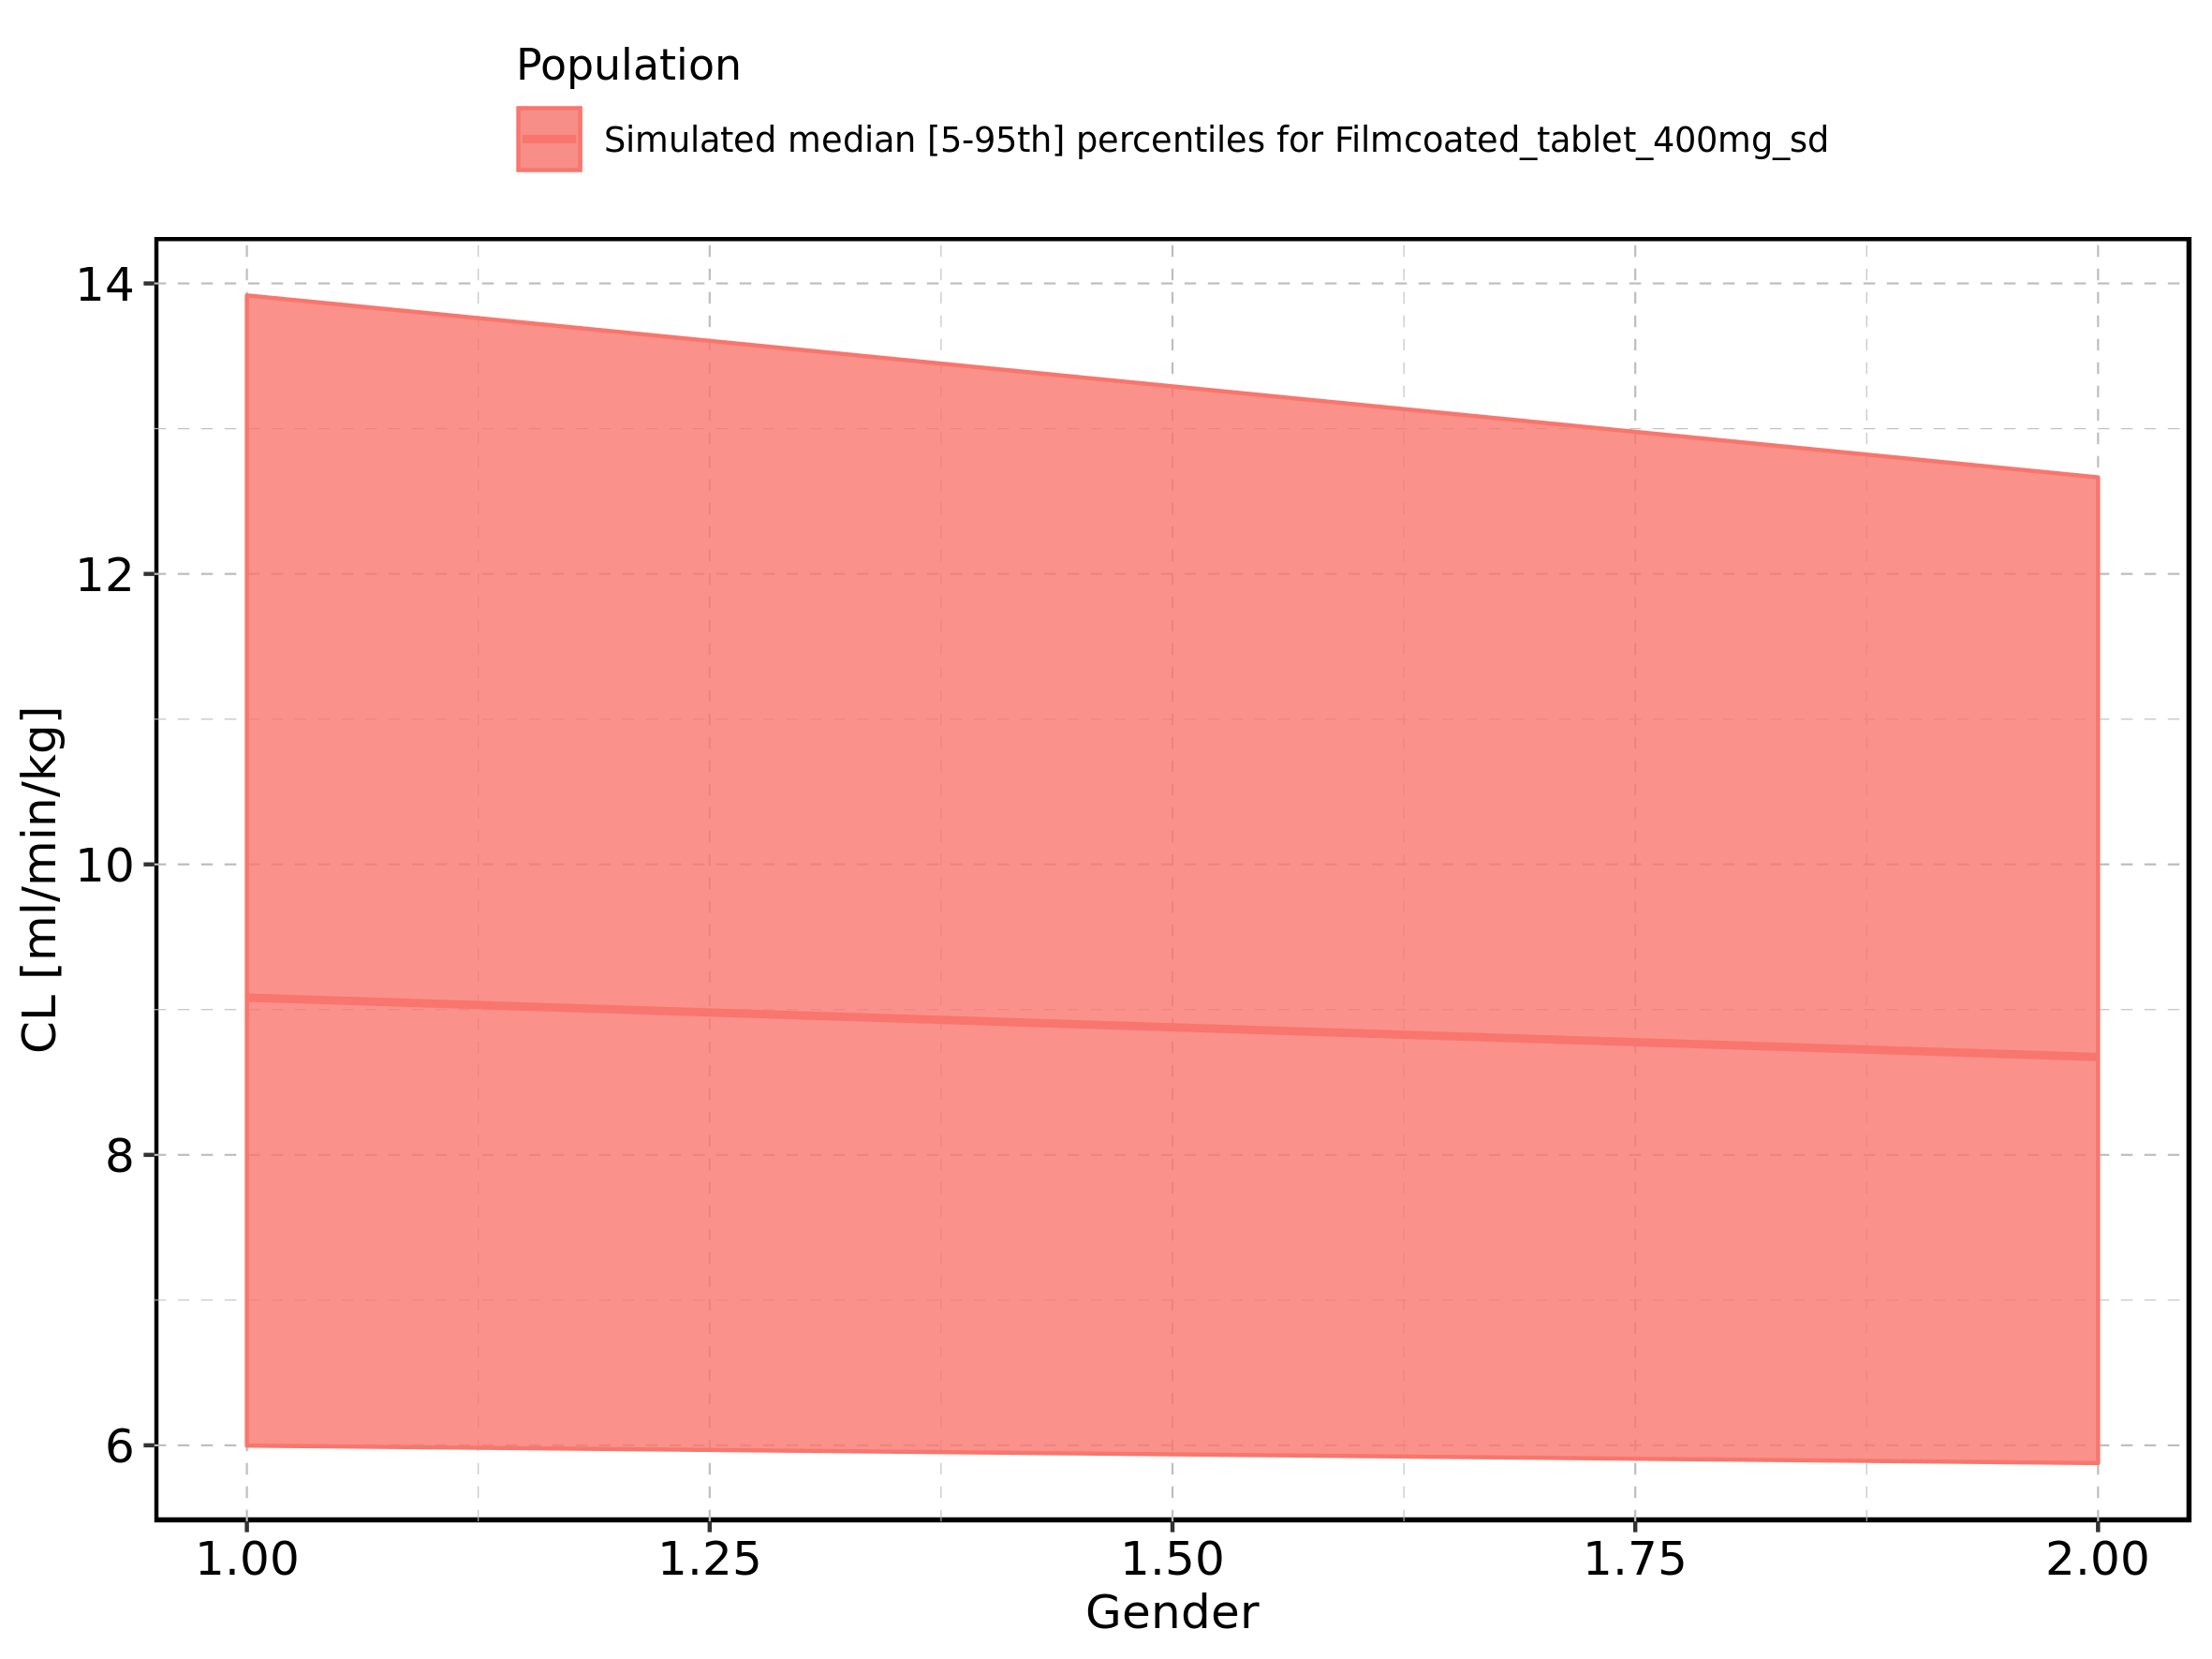 Population
Simulated median [5-95th] percentiles for Filmcoated_tablet_400mg_sd
14
12
10
8
6
CL [ml/min/kg]
1.00 1.25 1.50 1.75 2.00
Gender